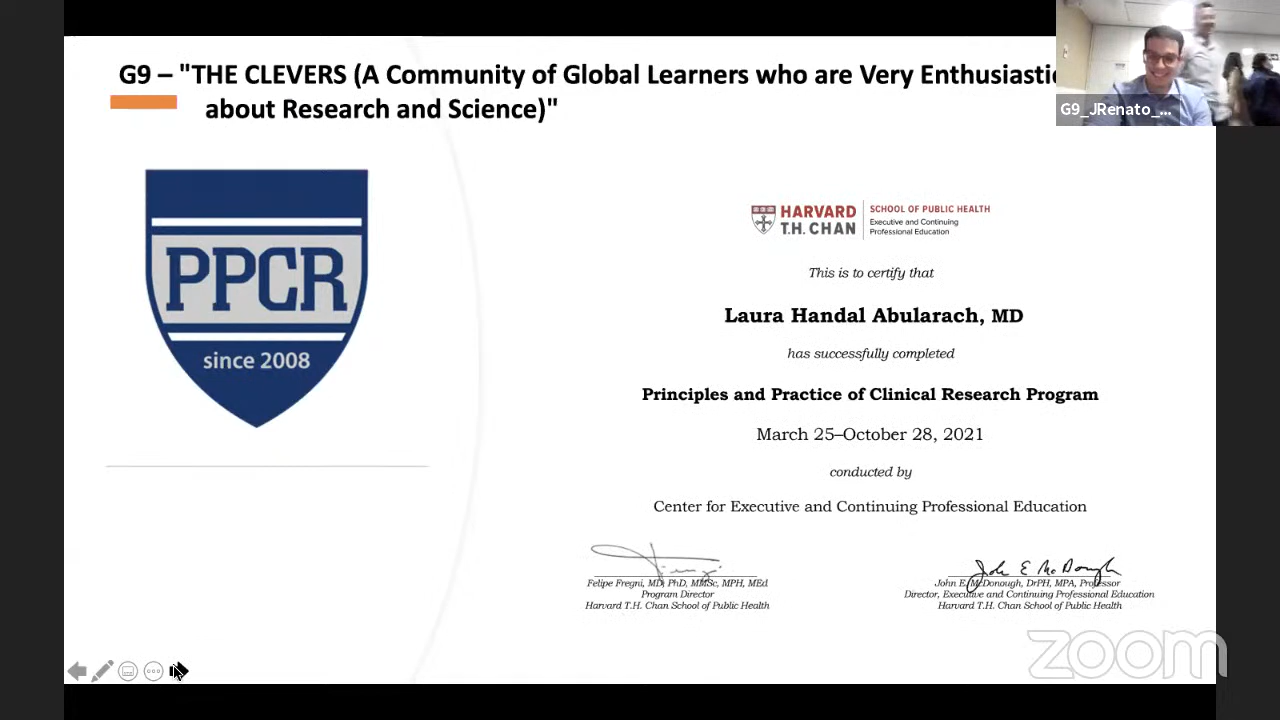 G9 – "THE CLEVERS (A Community of Global Learners who are Very Enthusiastic
about Research and Science)"
G9_JRenato_...
PPCR
since 2008
HARVARD
T.H. CHAN
SCHOOL OF PUBLIC HEALTH
Executive and Continuing
Professional Education
This is to certify that
Laura Handal Abularach, MD
has successfully completed
Principles and Practice of Clinical Research Program
March 25–October 28, 2021
conducted by
Center for Executive and Continuing Professional Education
John E McDonough
Felipe Fregni, MD, PhD, MMSc, MPH, MEd
Program Director
Harvard T.H. Chan School of Public Health
John E. McDonough, DrPH, MPA, Professor
Director, Executive and Continuing Professional Education
Harvard T.H. Chan School of Public Health
zoom